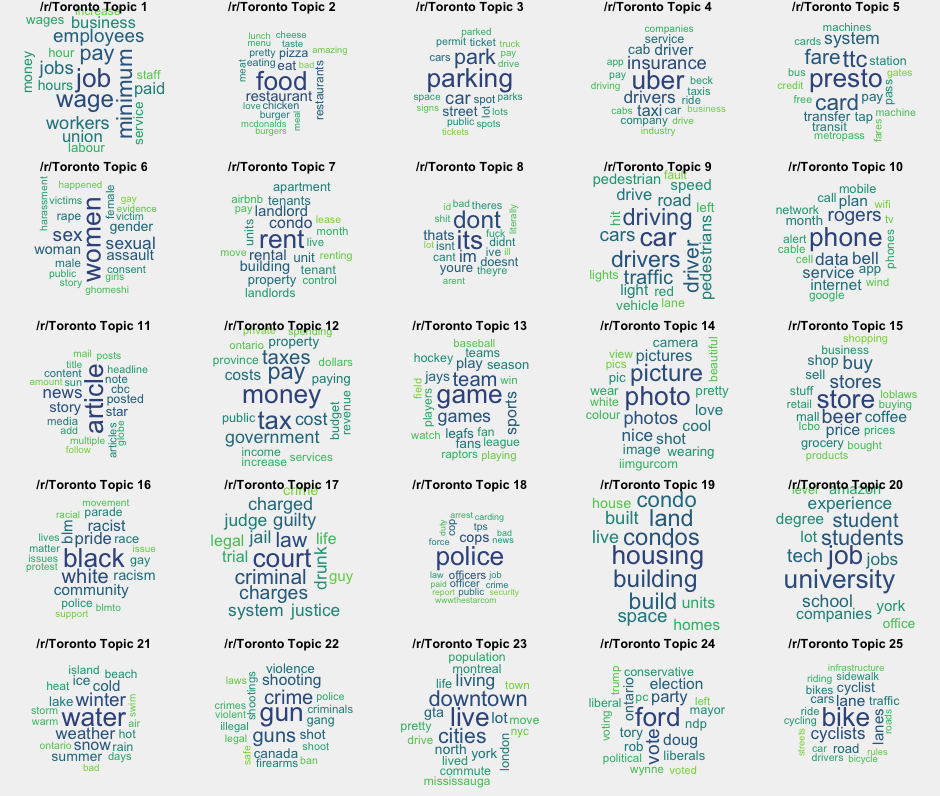 /r/Toronto Topic 1
increase
wages business
employees
hour pay
money jobs job minimum staff
hours wage paid
workers service
union
labour
/r/Toronto Topic 2
lunch cheese
menu taste
pretty pizza amazing
meat eating eat bad
food restaurants
restaurant
love chicken
burger meal
mcdonalds
burgers
/r/Toronto Topic 3
parked
permit ticket truck
cars park pay
drive
parking
space car spot parks
signs street lot lots
public spots
tickets
/r/Toronto Topic 4
companies
service
cab driver
app insurance
pay uber beck
driving taxis
drivers ride
cabs taxi car business
company drive
industry
/r/Toronto Topic 5
machines
cards system
fare ttc station
bus presto gates
credit pass
free card pay
transfer tap machine
transit fares
metropass
/r/Toronto Topic 6
harassment happened female
victims women gay
evidence
rape victim
sex gender
woman sexual
male assault
public consent
story girls
ghomeshi
/r/Toronto Topic 7
apartment
airbnb tenants
pay landlord lease
units condo month
rent live
move rental unit renting
building tenant
property control
landlords
/r/Toronto Topic 8
id bad theres literally
shit dont
thats its fuck
lot isnt didnt
cant im ive ill
doesnt
youre theyre
arent
/r/Toronto Topic 9
pedestrian fault
drive speed
hit road left
driving
cars car pedestrians
drivers driver
lights traffic
light red
vehicle lane
/r/Toronto Topic 10
mobile
call plan wifi
network rogers tv
month
alert phone phones
cable
cell data bell
service app
internet wind
google
/r/Toronto Topic 11
mail posts
title article headline
content note
amount sun cbc
news posted
story star
media globe
add articles
multiple
follow
/r/Toronto Topic 12
private spending
ontario property
province taxes dollars
costs pay paying
money revenue
public tax cost budget
government
income
increase services
/r/Toronto Topic 13
baseball
hockey teams
play season
field jays team win
game sports
players games
watch leafs fan
fans league
raptors playing
/r/Toronto Topic 14
camera
view pictures beautiful
pics
pic picture
wear photo pretty
white
colour photos love
cool
nice shot
image wearing
iimgurcom
/r/Toronto Topic 15
shopping
business
shop buy
sell stores
stuff store loblaws
retail buying
mall beer coffee
lcbo price prices
grocery bought
products
/r/Toronto Topic 16
movement
racial parade
blm racist
lives pride race
matter black issue
issues gay
protest
white racism
community
police blmto
support
/r/Toronto Topic 17
crime
charged
judge guilty
legal jail law life
trial court drunk
criminal guy
charges
system justice
/r/Toronto Topic 18
arrest carding
duty cop tps
cops bad
force news
police
law officers job
paid officer crime
report public security
wwwthestarcom
/r/Toronto Topic 19
house condo
built land
live condos
housing
building
build units
space homes
/r/Toronto Topic 20
level amazon
experience
degree student
lot students
tech job jobs
university
school
companies york
office
/r/Toronto Topic 21
island beach
heat ice cold
lake winter swim
storm water
warm air
weather hot
ontario snow rain
summer days
bad
/r/Toronto Topic 22
violence
laws shootings shooting
crime police
crimes gun criminals
violent gang
illegal guns shot
legal shoot
safe canada
firearms ban
/r/Toronto Topic 23
population
montreal
life living town
downtown
gta live lot move
pretty nyc
drive cities
north york london
lived
commute
mississauga
/r/Toronto Topic 24
trump conservative
ontario election
liberal pc party left
mayor
voting ford ndp
tory vote doug
rob
political liberals
wynne voted
/r/Toronto Topic 25
infrastructure
riding sidewalk
bikes cyclist
cars lane traffic
ride bike lanes roads
cycling
streets cyclists
car road rules
drivers bicycle